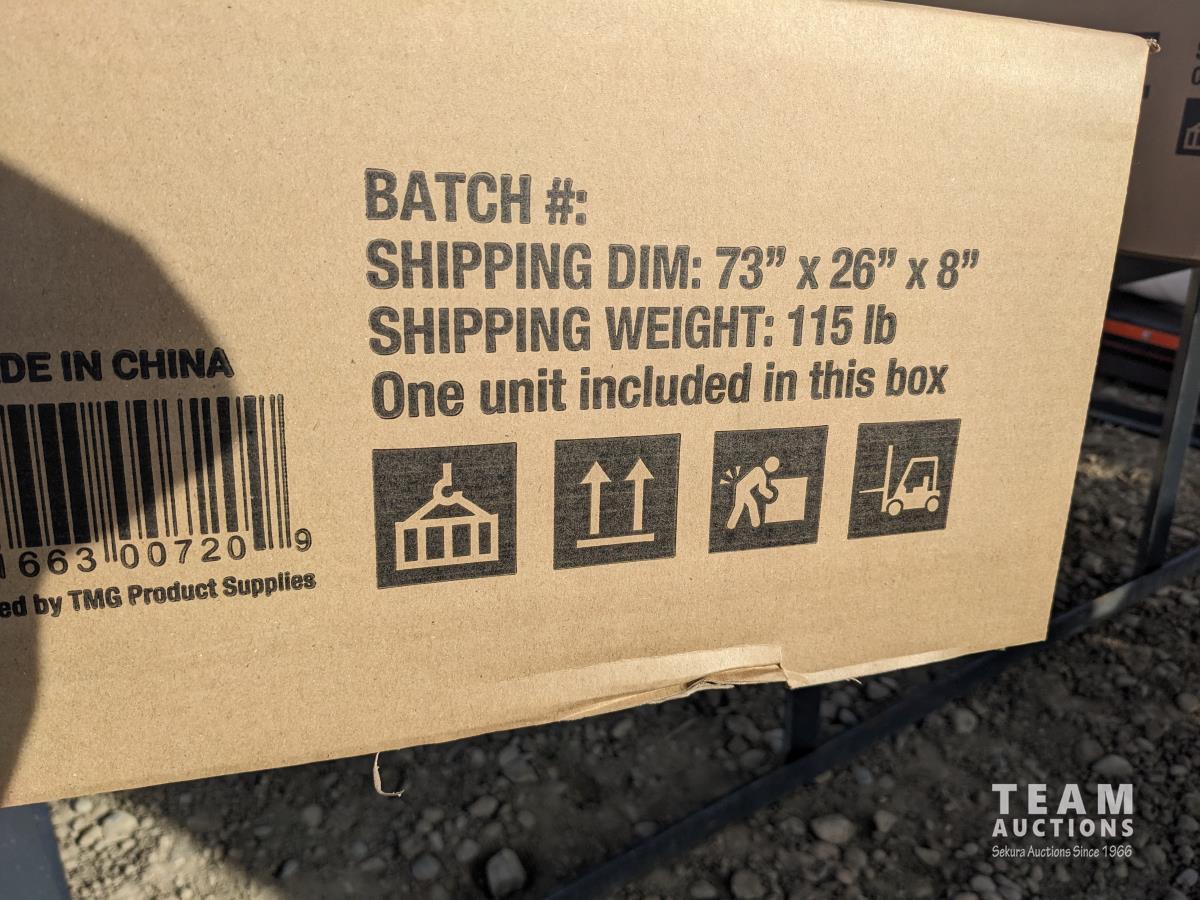 BATCH #:
SHIPPING DIM: 73” x 26” x 8”
SHIPPING WEIGHT: 115 lb
One unit included in this box
DE IN CHINA
663 00720 9
ed by TMG Product Supplies
TEAM
AUCTIONS
Sekura Auctions Since 1966